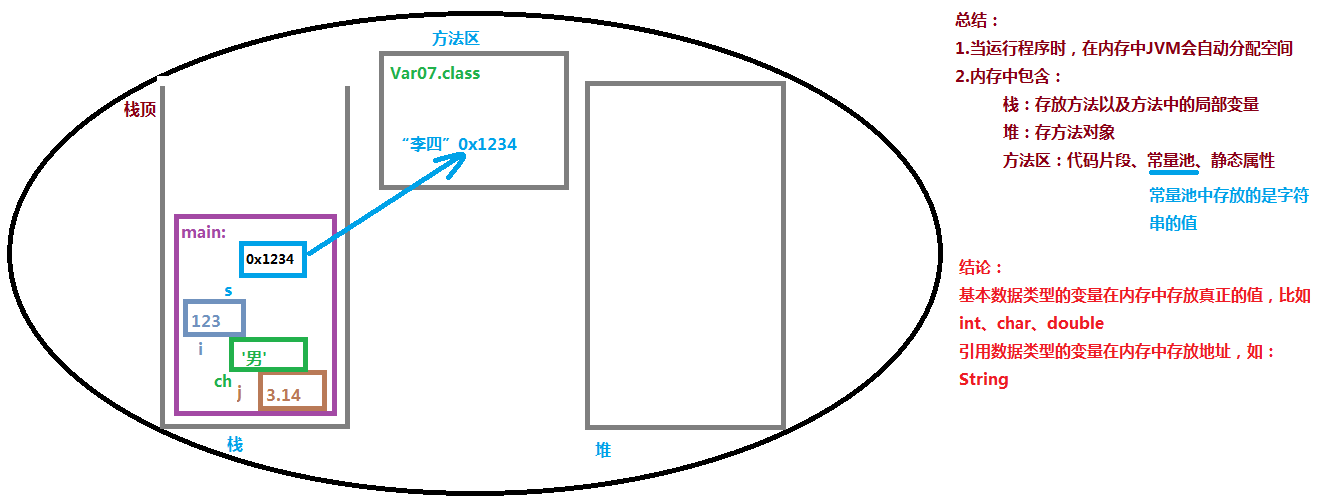 方法区
Var07.class
“李四” 0x1234
栈顶
main:
0x1234
s
123
i
'男'
ch
j
3.14
栈
堆
总结：
1.当运行程序时，在内存中JVM会自动分配空间
2.内存中包含：
栈：存放方法以及方法中的局部变量
堆：存方法对象
方法区：代码片段、常量池、静态属性
常量池中存放的是字符
串的值
结论：
基本数据类型的变量在内存中存放真正的值，比如
int、char、double
引用数据类型的变量在内存中存放地址，如：
String